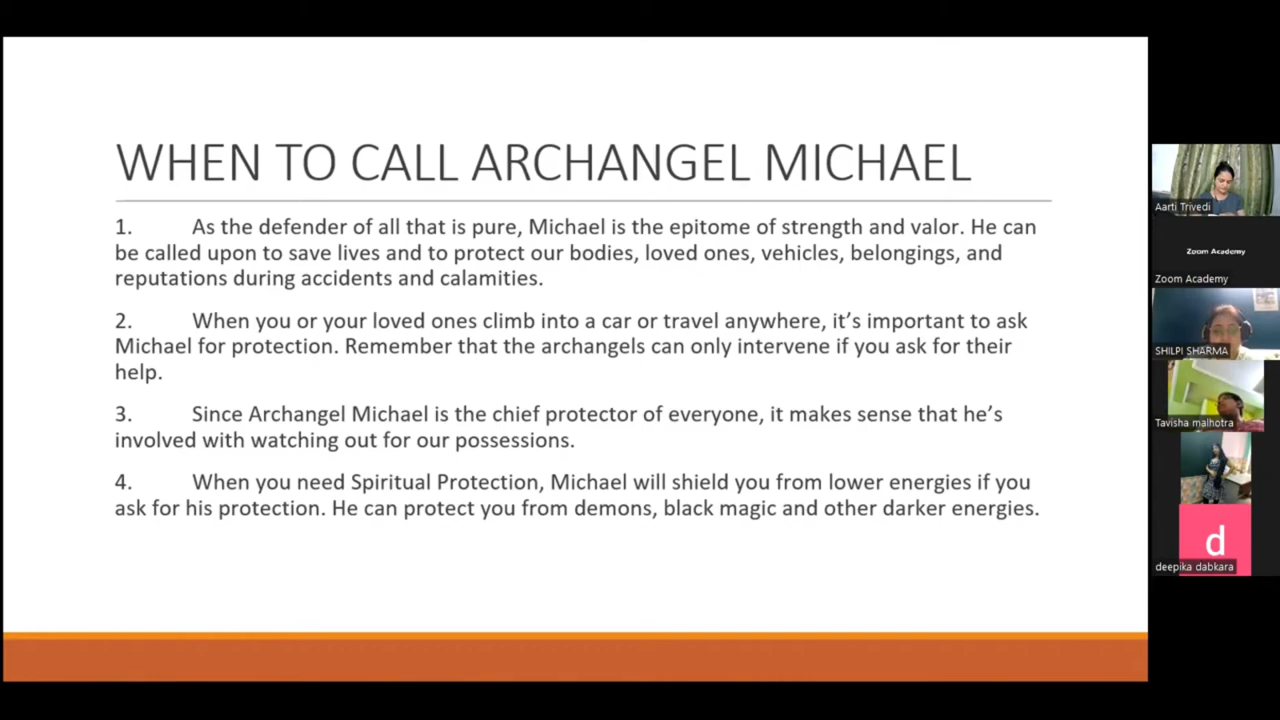 WHEN TO CALL ARCHANGEL MICHAEL
1. As the defender of all that is pure, Michael is the epitome of strength and valor. He can
be called upon to save lives and to protect our bodies, loved ones, vehicles, belongings, and
reputations during accidents and calamities.
2. When you or your loved ones climb into a car or travel anywhere, it’s important to ask
Michael for protection. Remember that the archangels can only intervene if you ask for their
help.
3. Since Archangel Michael is the chief protector of everyone, it makes sense that he’s
involved with watching out for our possessions.
4. When you need Spiritual Protection, Michael will shield you from lower energies if you
ask for his protection. He can protect you from demons, black magic and other darker energies.
Aarti Trivedi
Zoom Academy
Zoom Academy
SHILPI SHARMA
Tavisha malhotra
d
deepika dabkara